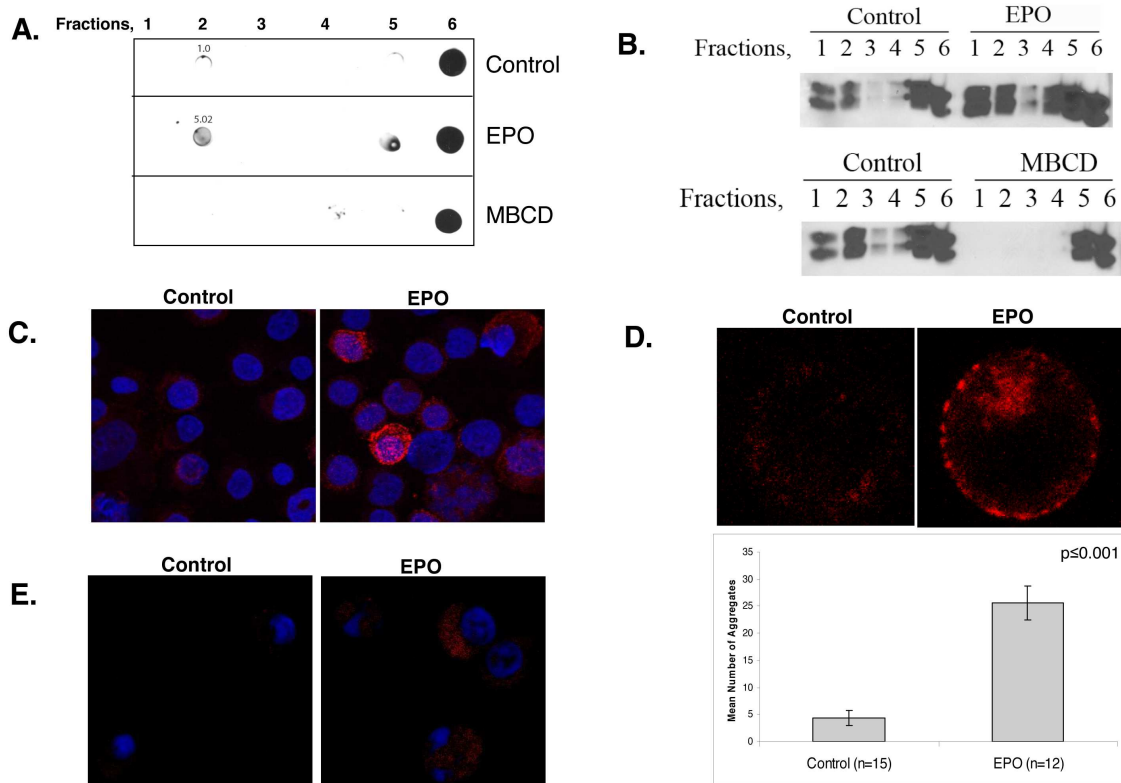 A.
Fractions, 1 2 3 4 5 6
1.0
Control
5.02
EPO
MBCD
B.
Control EPO
Fractions, 1 2 3 4 5 6 1 2 3 4 5 6
Control MBCD
Fractions, 1 2 3 4 5 6 1 2 3 4 5 6
C.
Control EPO
D.
Control EPO
p≤0.001
Mean Number of Aggregates
35
30
25
20
15
10
5
0
Control (n=15) EPO (n=12)
E.
Control EPO